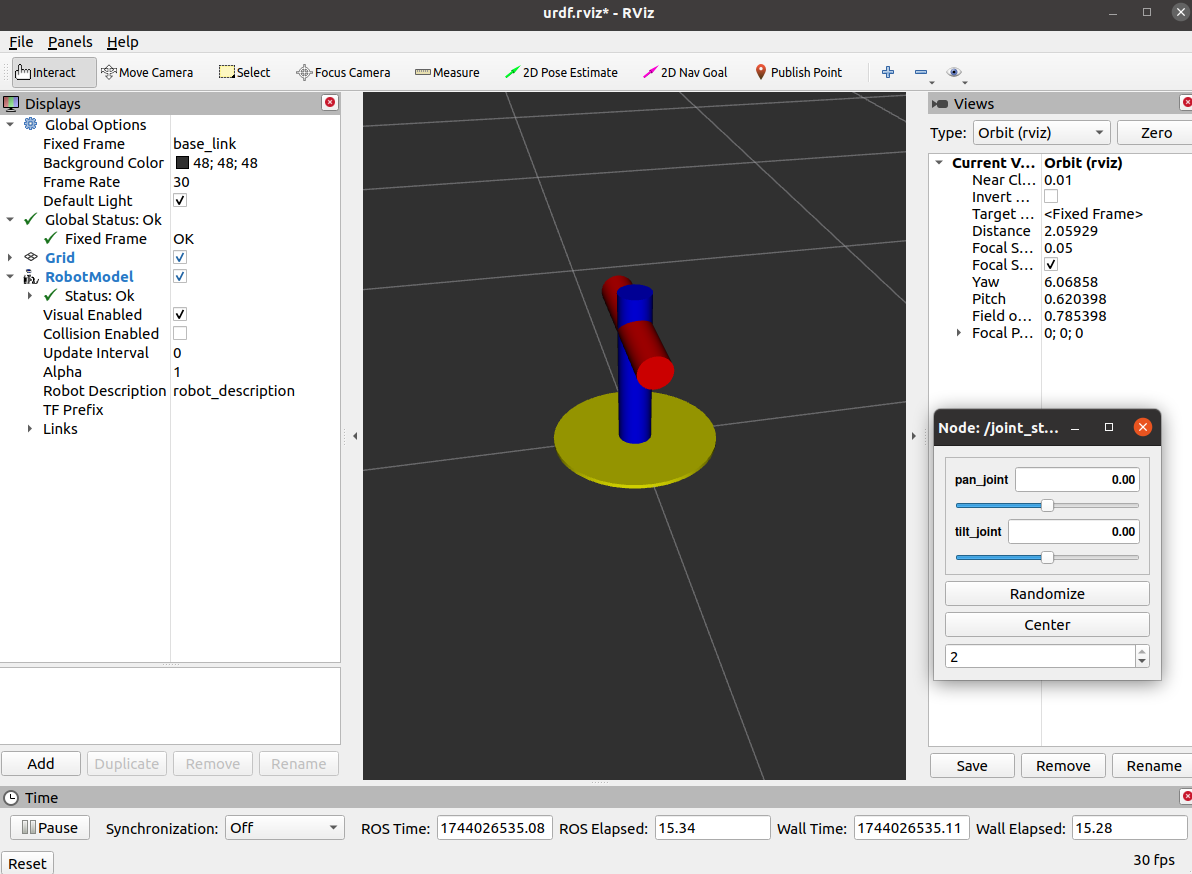 urdf.rviz* - RViz
File Panels Help
Interact Move Camera Select Focus Camera Measure 2D Pose Estimate 2D Nav Goal Publish Point
Displays
Global Options
Fixed Frame base_link
Background Color 48; 48; 48
Frame Rate 30
Default Light
Global Status: Ok
Fixed Frame OK
Grid
RobotModel
Status: Ok
Visual Enabled
Collision Enabled
Update Interval 0
Alpha 1
Robot Description robot_description
TF Prefix
Links
Add Duplicate Remove Rename
Views
Type: Orbit (rviz) Zero
Current V... Orbit (rviz)
Near Cl... 0.01
Invert ...
Target ... <Fixed Frame>
Distance 2.05929
Focal S... 0.05
Focal S...
Yaw 6.06858
Pitch 0.620398
Field o... 0.785398
Focal P... 0; 0; 0
Node: /joint_st...
pan_joint 0.00
tilt_joint 0.00
Randomize
Center
2
Save Remove Rename
Time
Pause Synchronization: Off ROS Time: 1744026535.08 ROS Elapsed: 15.34 Wall Time: 1744026535.11 Wall Elapsed: 15.28
Reset 30 fps